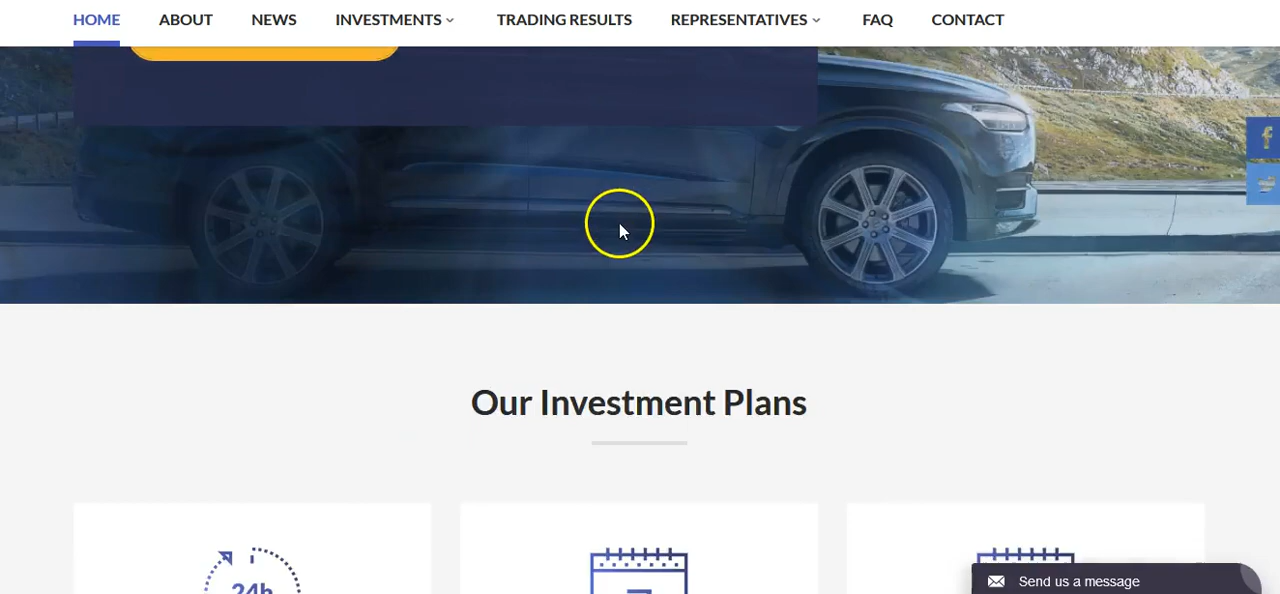 HOME ABOUT NEWS INVESTMENTS TRADING RESULTS REPRESENTATIVES FAQ CONTACT
Our Investment Plans
24h
Send us a message